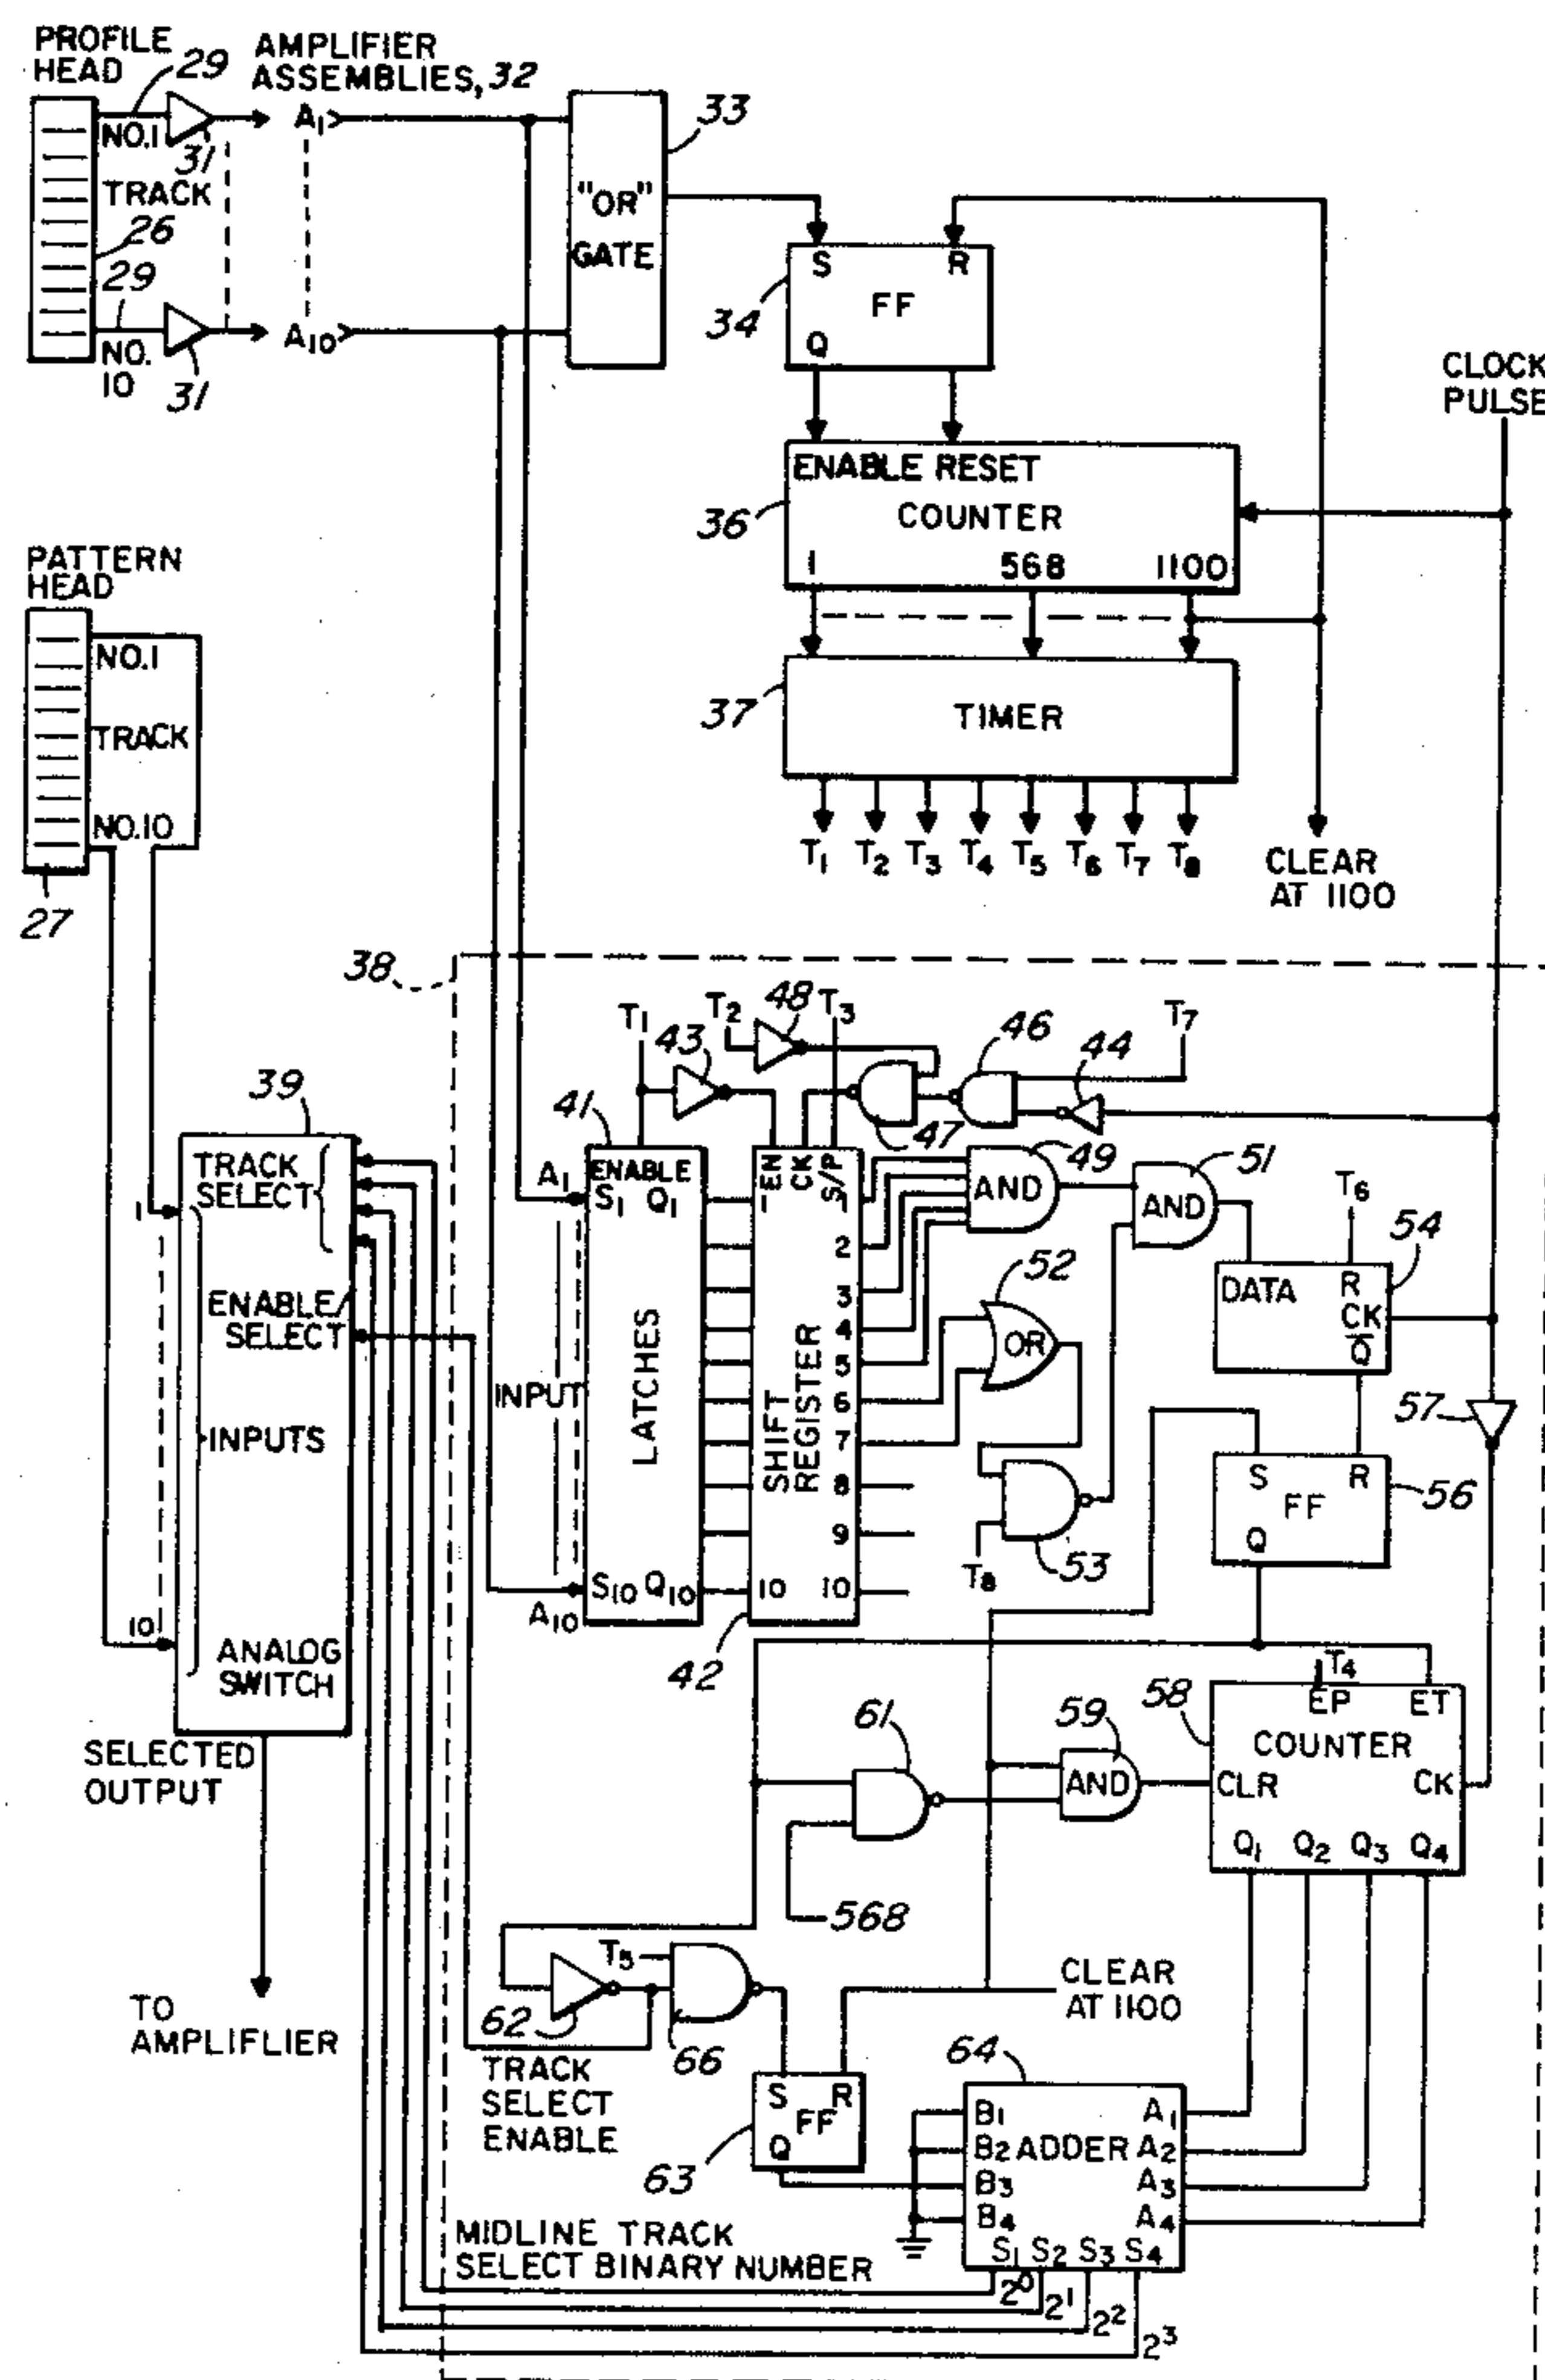 PROFILE
HEAD
29
AMPLIFIER
ASSEMBLIES, 32
NO.1
31
A1
33
TRACK
26
"OR"
GATE
29
NO.
10
31
A10
S R
34
FF
Q
CLOCK
PULSE
ENABLE RESET
36
COUNTER
1 568 1100
PATTERN
HEAD
NO.1
TRACK
NO.10
27
37
TIMER
T1 T2 T3 T4 T5 T6 T7 T8
CLEAR
AT 1100
38
T1 T2 48 T3 46 T7
43 44
47
39
41
TRACK
SELECT
1
ENABLE/
SELECT
INPUTS
10
ANALOG
SWITCH
SELECTED
OUTPUT
TO
AMPLIFLIER
A1
ENABLE
S1 Q1
INPUT
LATCHES
S10 Q10
A10
EN CK S/P
1
2
3
4
5
6
7
8
9
10 10
SHIFT
REGISTER
42
AND
49
AND
51
52
OR
T6
54
DATA R
CK
Q
57
S R
FF
Q
56
T8
53
T4
EP ET
58
COUNTER
CLR CK
Q1 Q2 Q3 Q4
61
59
AND
568
T5
62
66
CLEAR
AT 1100
TRACK
SELECT
ENABLE
S R
FF
Q
63
64
B1 A1
B2 ADDER A2
B3 A3
B4 A4
S1 S2 S3 S4
MIDLINE TRACK
SELECT BINARY NUMBER
2⁰
2¹
2²
2³